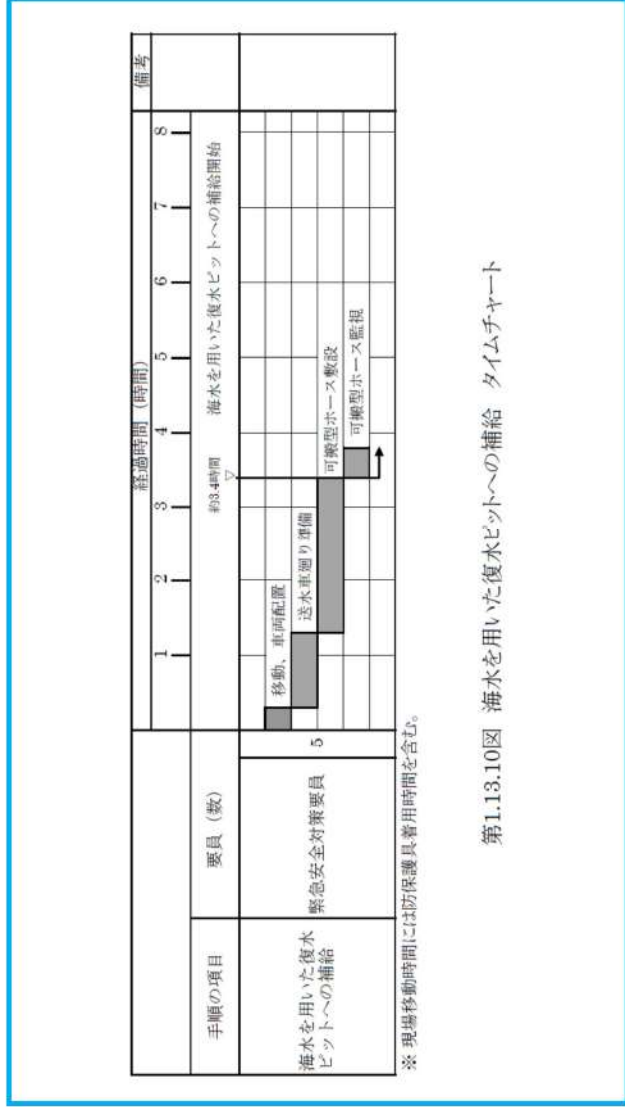 経過時間（時間）
備考
手順の項目
要員（数）
1 2 3 4 5 6 7 8
約3.4時間
海水を用いた復水ピットへの補給開始
▽
海水を用いた復水
ピットへの補給
緊急安全対策要員
5
移動、車両配置
送水車廻り準備
可搬型ホース敷設
可搬型ホース監視
※ 現場移動時間には防保護具着用時間を含む。
第1.13.10図 海水を用いた復水ピットへの補給 タイムチャート